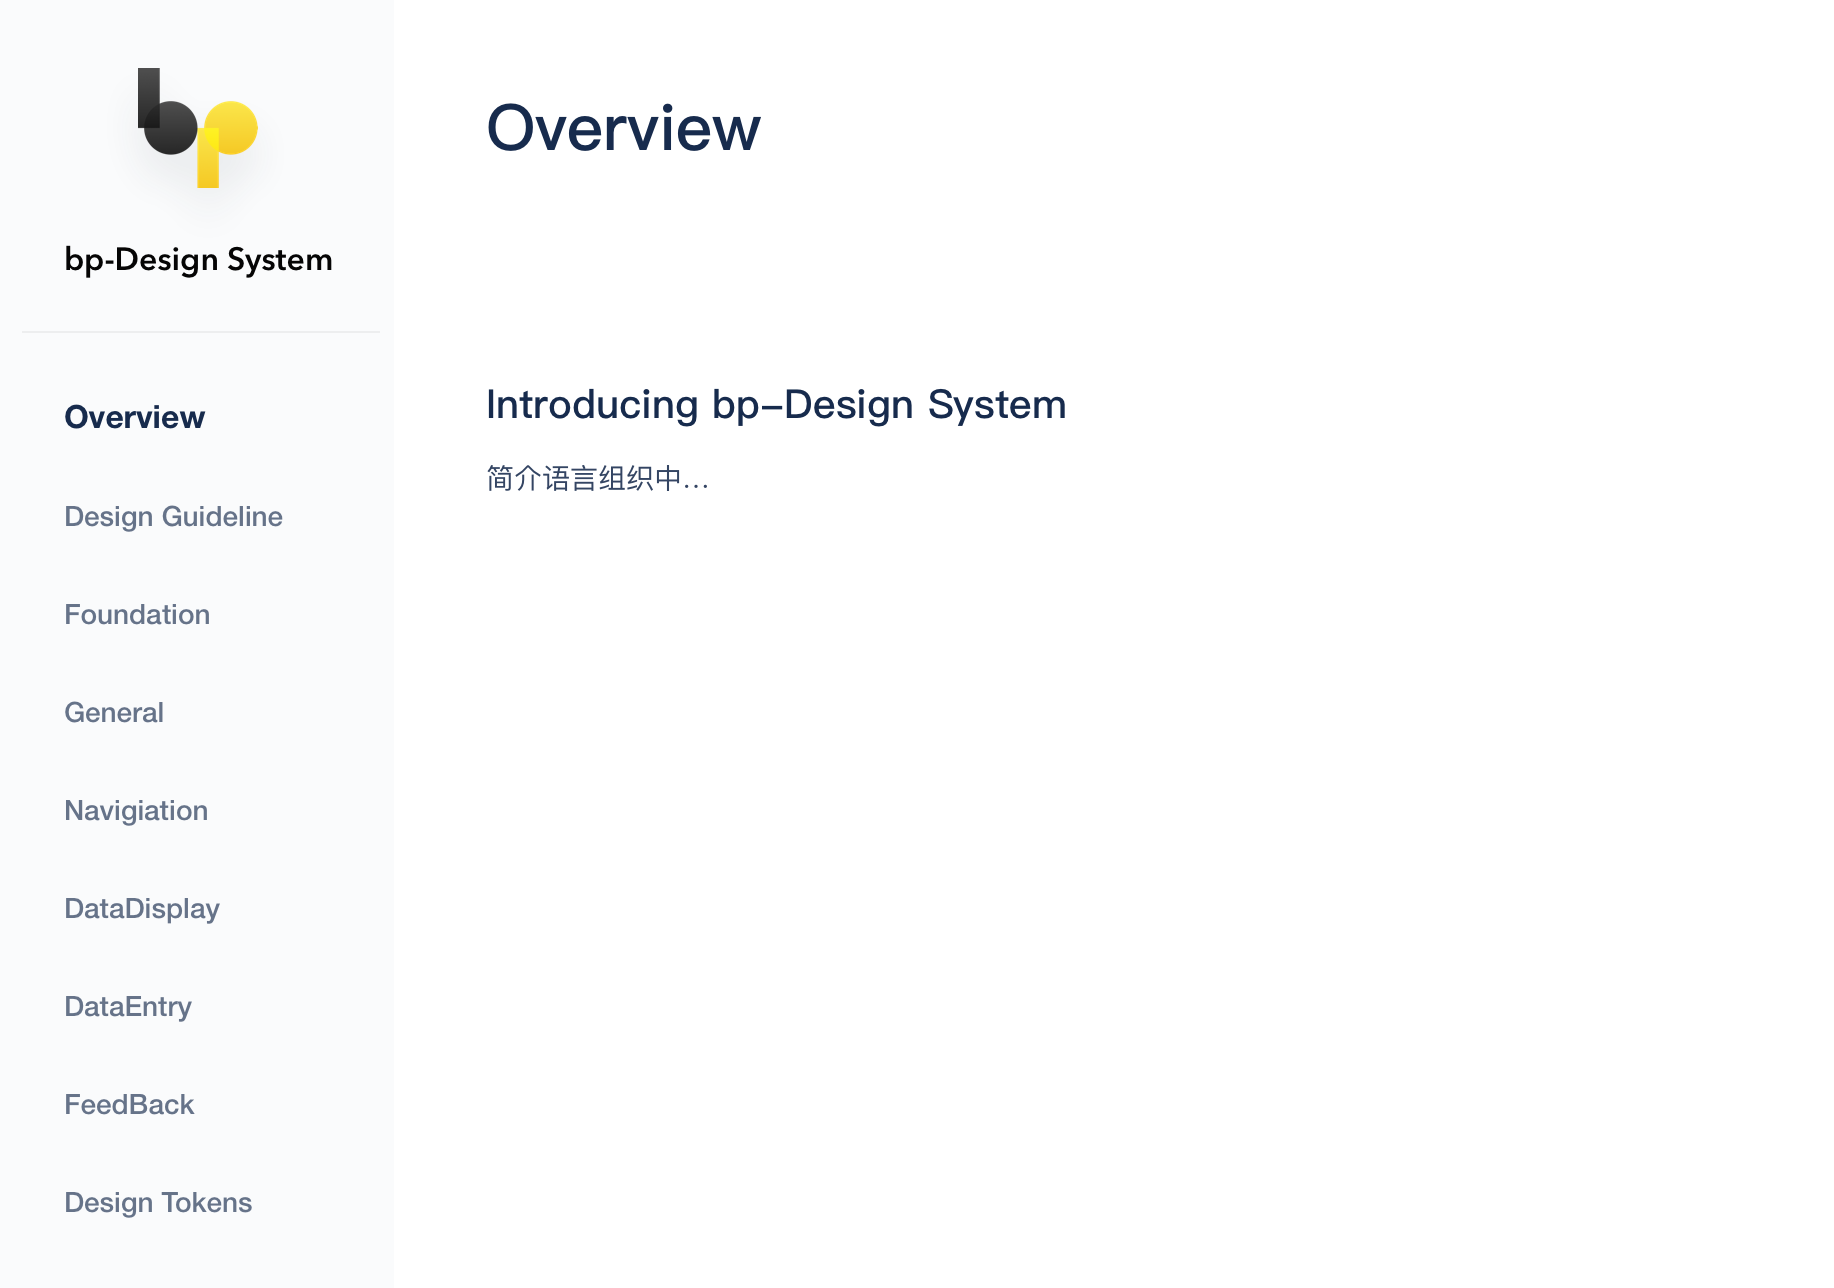 bp
bp-Design System
Overview
Design Guideline
Foundation
General
Navigiation
DataDisplay
DataEntry
FeedBack
Design Tokens
Overview
Introducing bp–Design System
简介语言组织中...